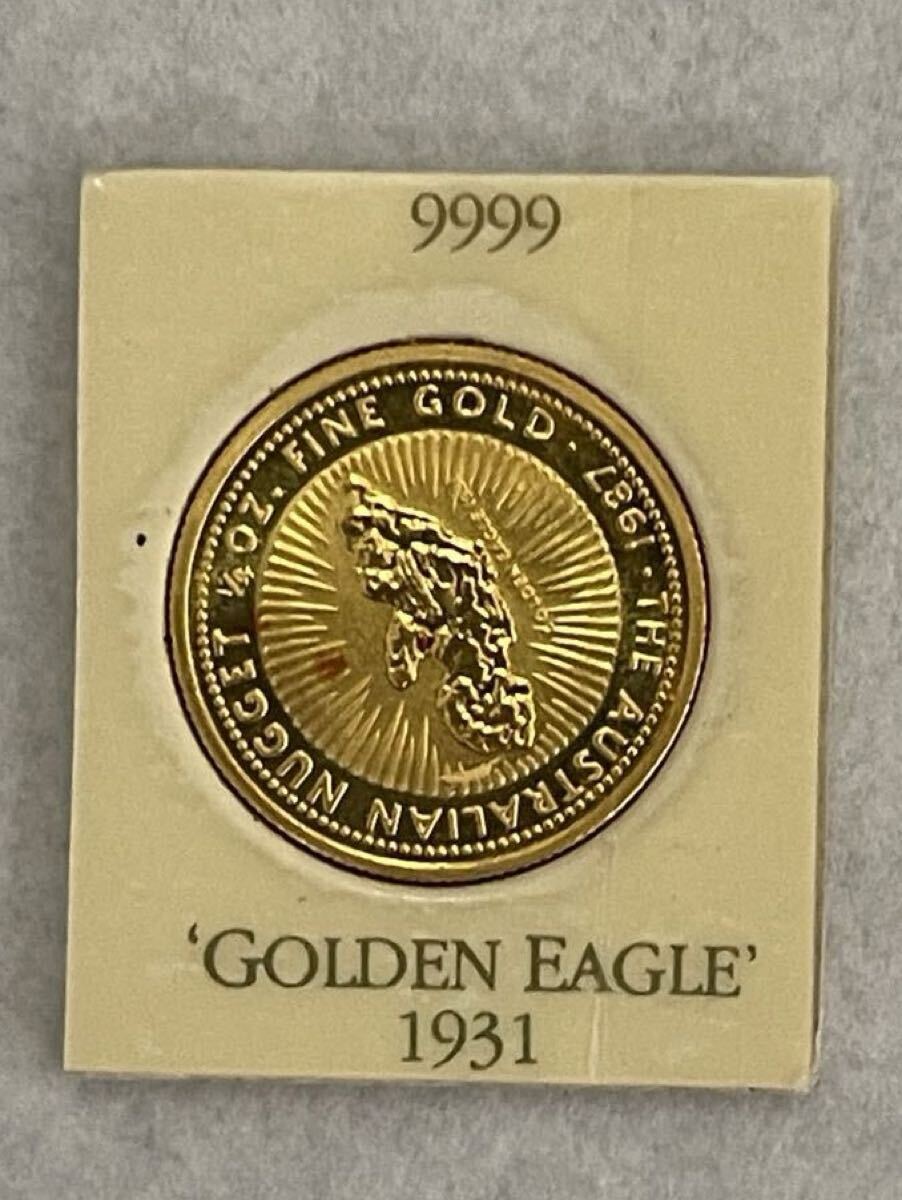 9999
THE AUSTRALIAN NUGGET ¼ OZ. FINE GOLD · 1987 ·
'GOLDEN EAGLE'
1931